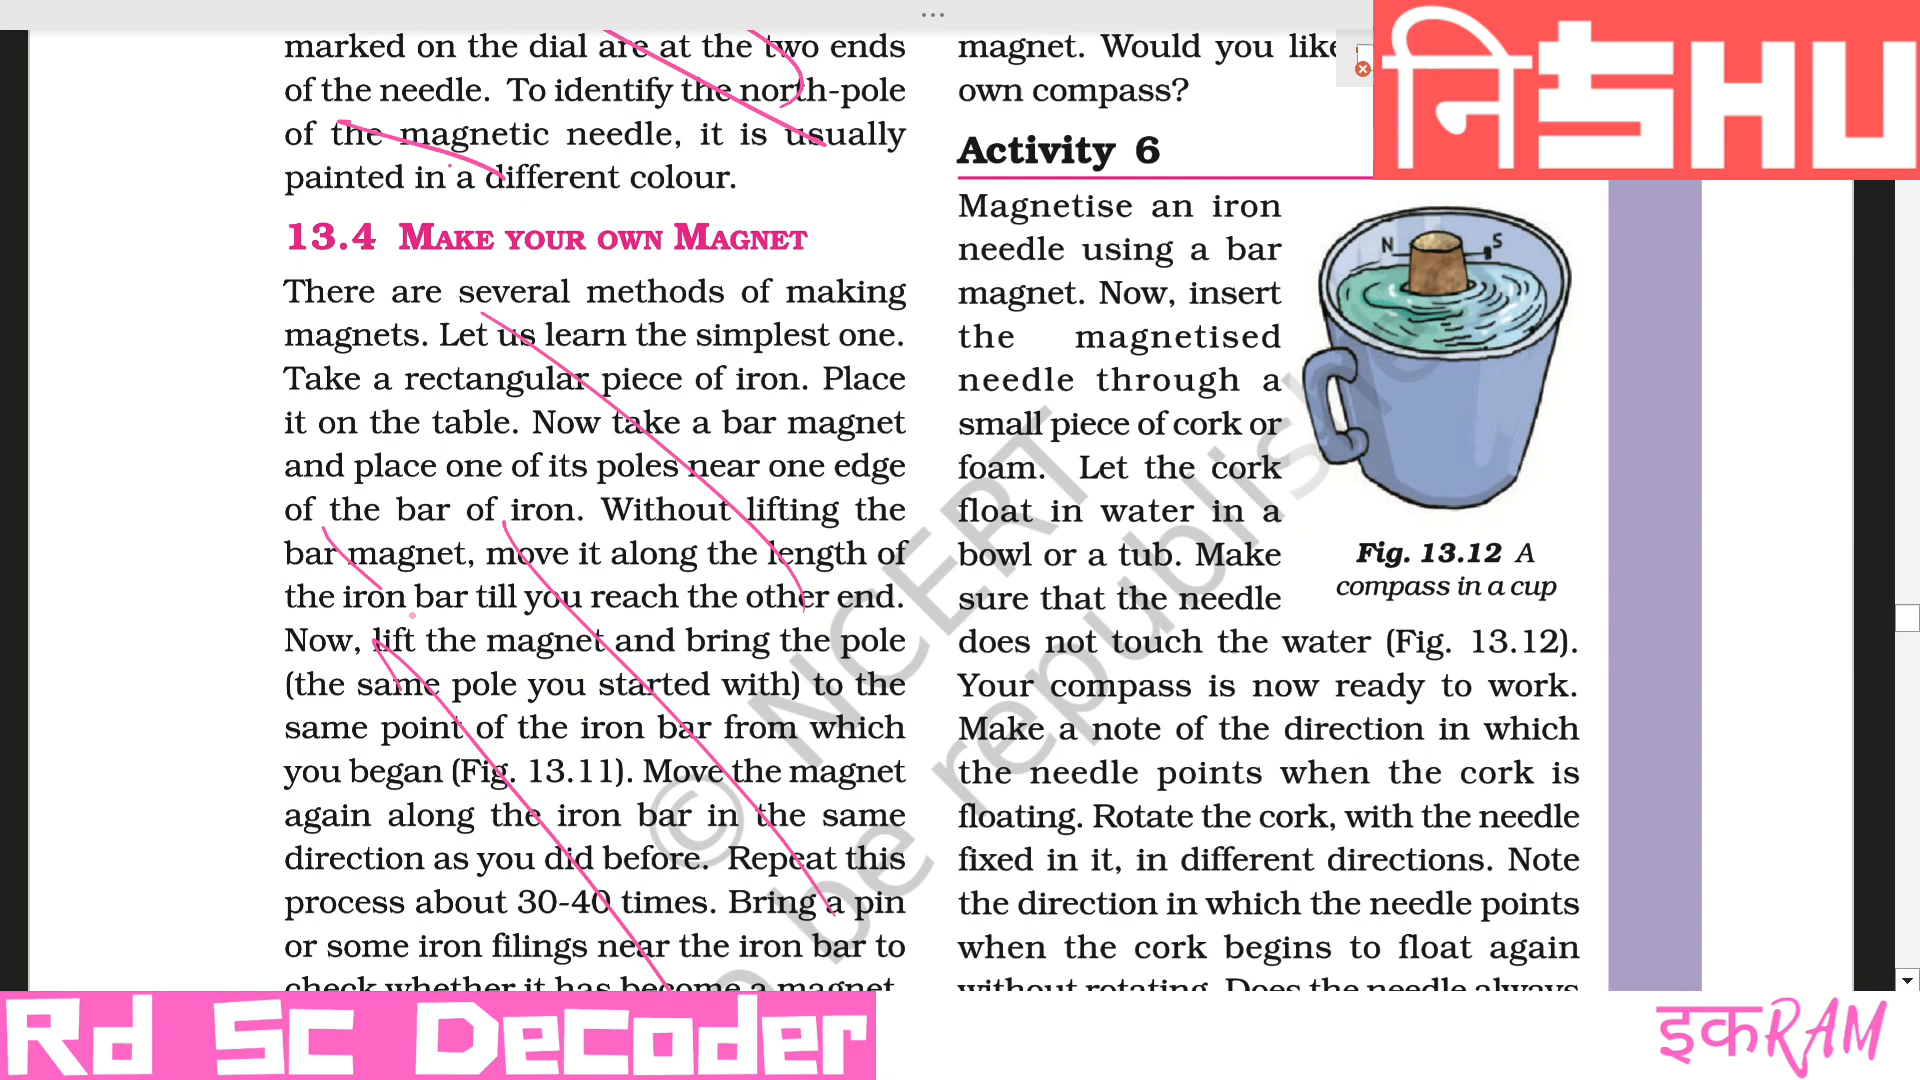 marked on the dial are at the two ends
of the needle. To identify the north-pole
of the magnetic needle, it is usually
painted in a different colour.
13.4 MAKE YOUR OWN MAGNET
There are several methods of making
magnets. Let us learn the simplest one.
Take a rectangular piece of iron. Place
it on the table. Now take a bar magnet
and place one of its poles near one edge
of the bar of iron. Without lifting the
bar magnet, move it along the length of
the iron bar till you reach the other end.
Now, lift the magnet and bring the pole
(the same pole you started with) to the
same point of the iron bar from which
you began (Fig. 13.11). Move the magnet
again along the iron bar in the same
direction as you did before. Repeat this
process about 30-40 times. Bring a pin
or some iron filings near the iron bar to
check whether it has become a magnet.
magnet. Would you like
own compass?
Activity 6
Magnetise an iron
needle using a bar
magnet. Now, insert
the magnetised
needle through a
small piece of cork or
foam. Let the cork
float in water in a
bowl or a tub. Make
sure that the needle
does not touch the water (Fig. 13.12).
Your compass is now ready to work.
Make a note of the direction in which
the needle points when the cork is
floating. Rotate the cork, with the needle
fixed in it, in different directions. Note
the direction in which the needle points
when the cork begins to float again
without rotating. Does the needle always
N S
Fig. 13.12 A
compass in a cup
© NCERT
be republished
निSHU
Rd Sc Decoder
इकRAM